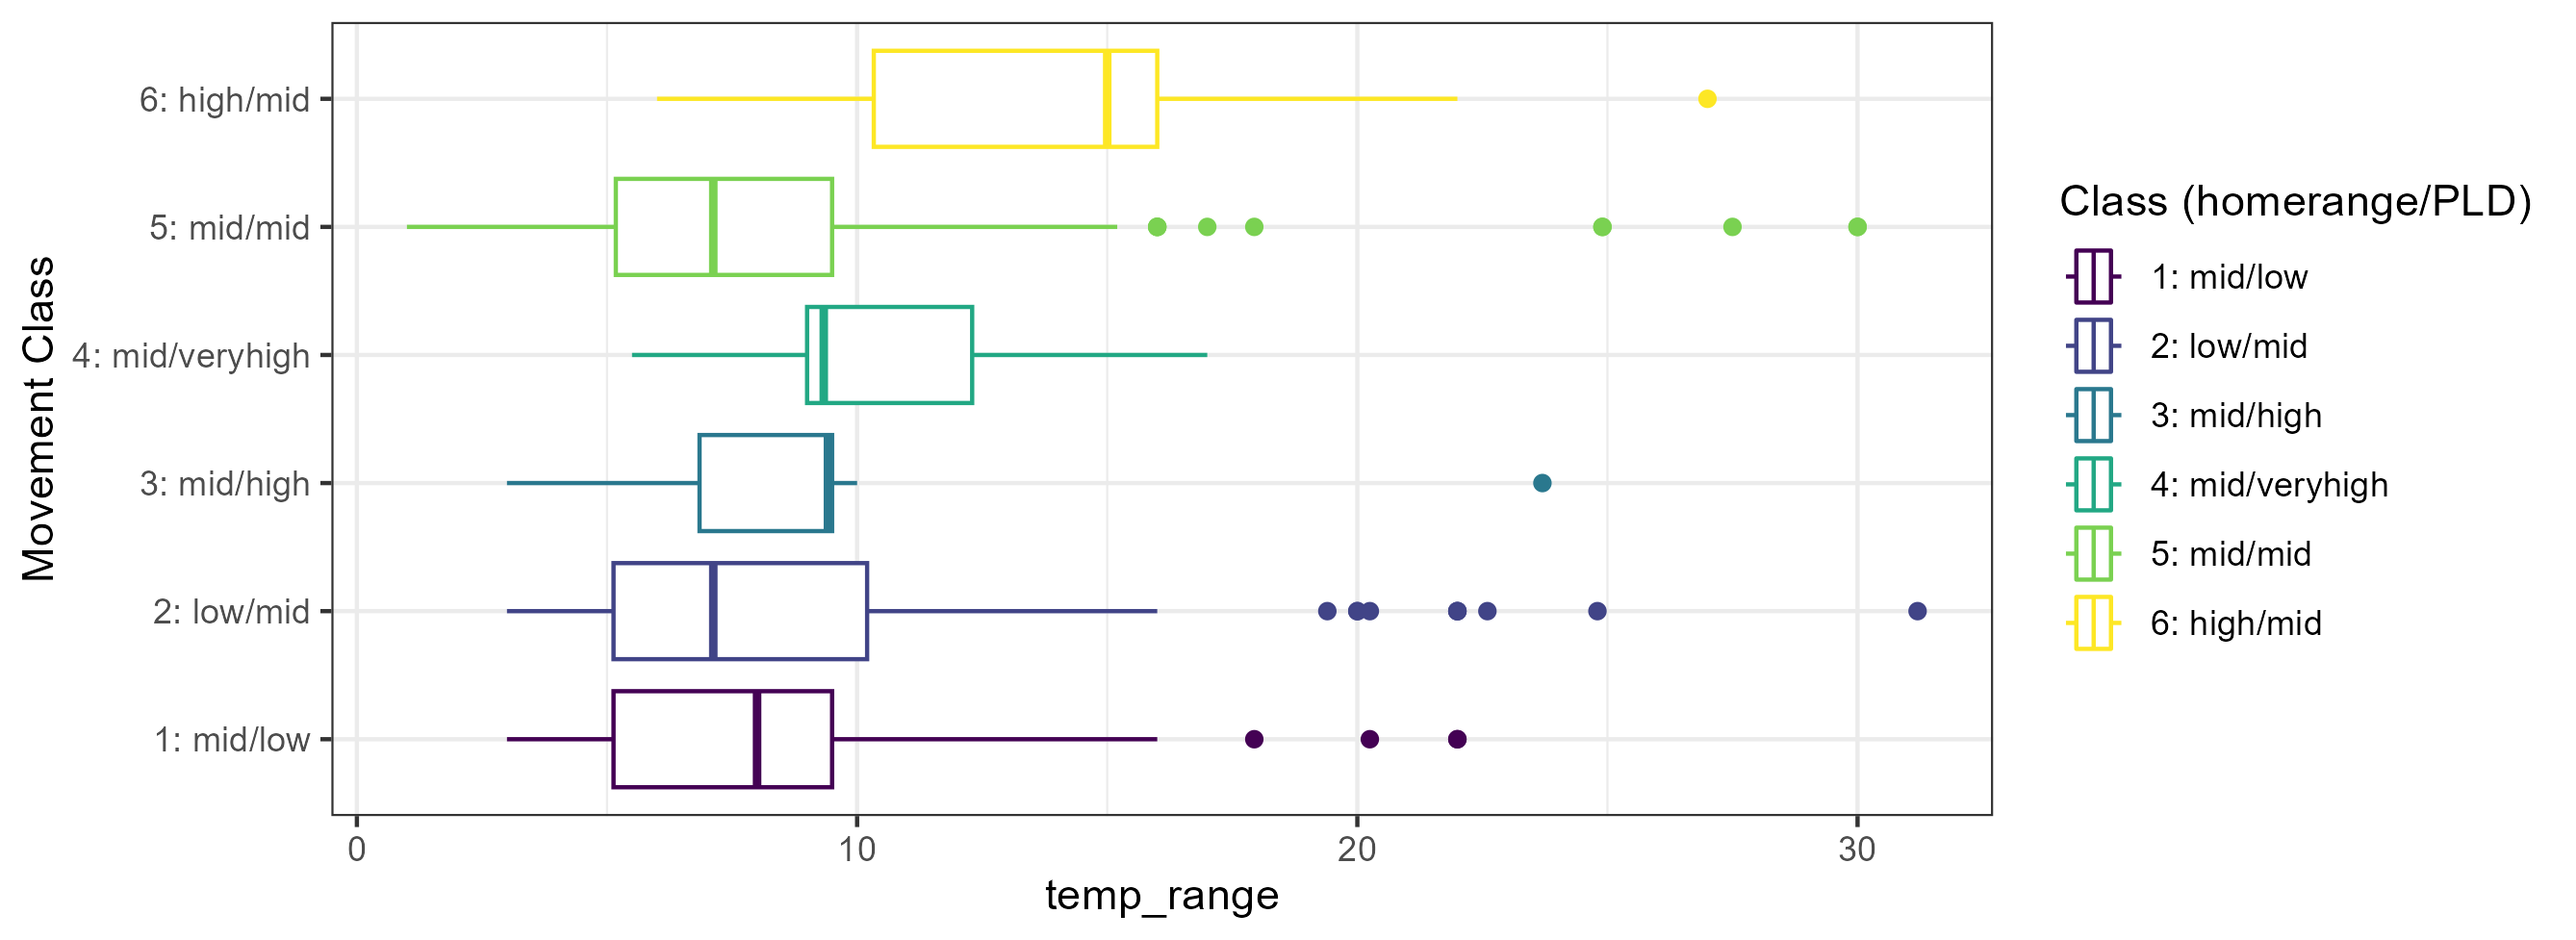 Movement Class
6: high/mid
5: mid/mid
4: mid/veryhigh
3: mid/high
2: low/mid
1: mid/low
0 10 20 30
temp_range
Class (homerange/PLD)
1: mid/low
2: low/mid
3: mid/high
4: mid/veryhigh
5: mid/mid
6: high/mid